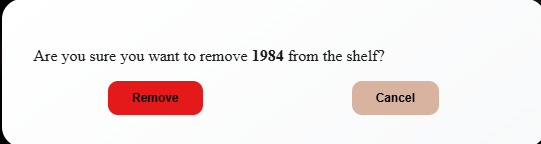 Are you sure you want to remove 1984 from the shelf?
Remove Cancel